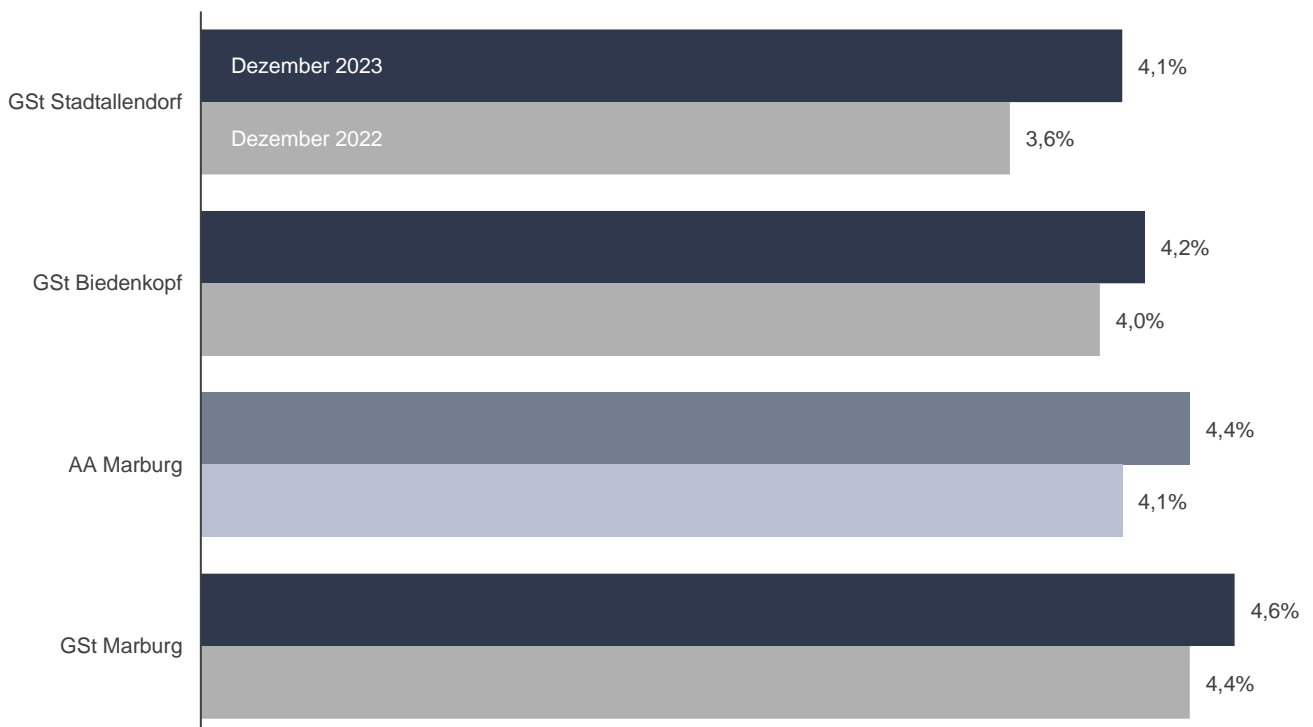 Dezember 2023
4,1%
GSt Stadtallendorf
Dezember 2022
3,6%
4,2%
GSt Biedenkopf
4,0%
4,4%
AA Marburg
4,1%
4,6%
GSt Marburg
4,4%